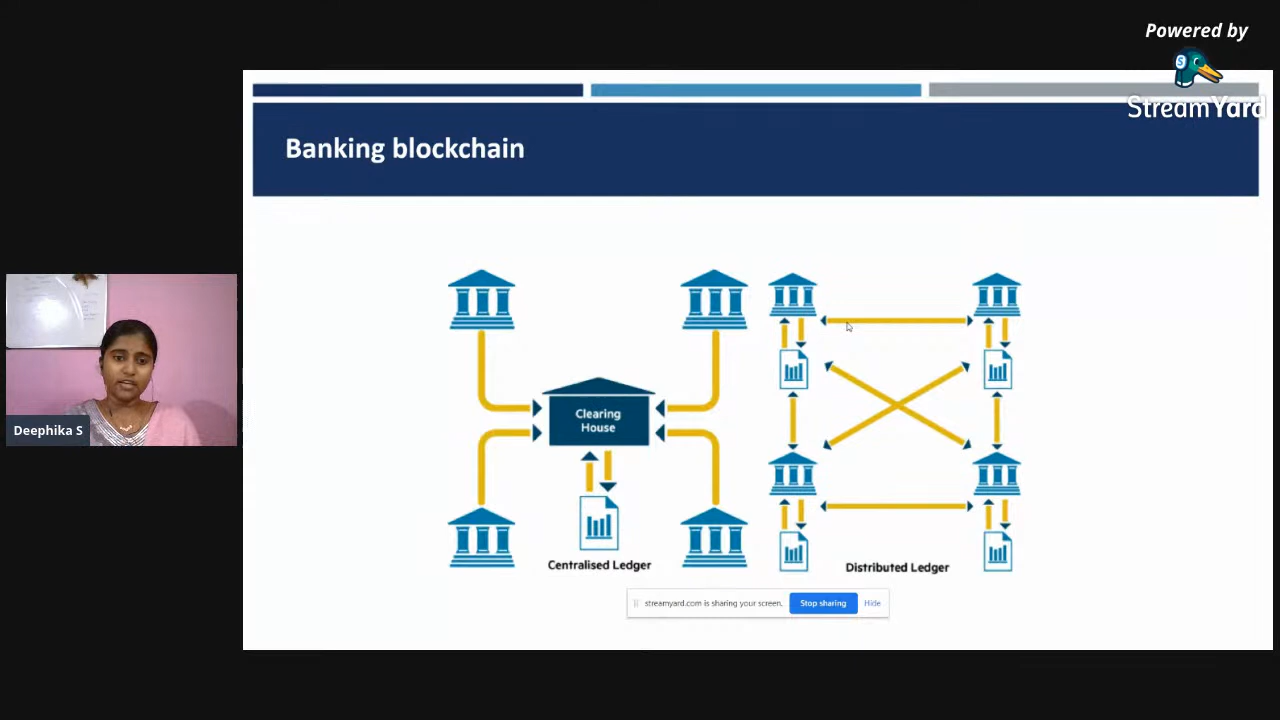 Powered by
StreamYard
Banking blockchain
Clearing
House
Centralised Ledger
Distributed Ledger
Deephika S
streamyard.com is sharing your screen.
Stop sharing
Hide